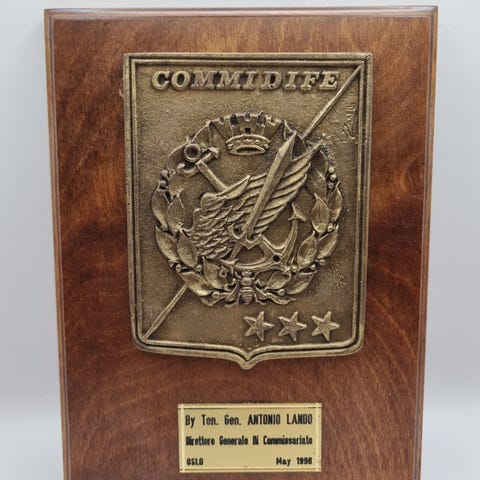 COMMIDIFE
By Ten. Gen. ANTONIO LANDO
Direttore Generale Di Commissariato
OSLO May 1998